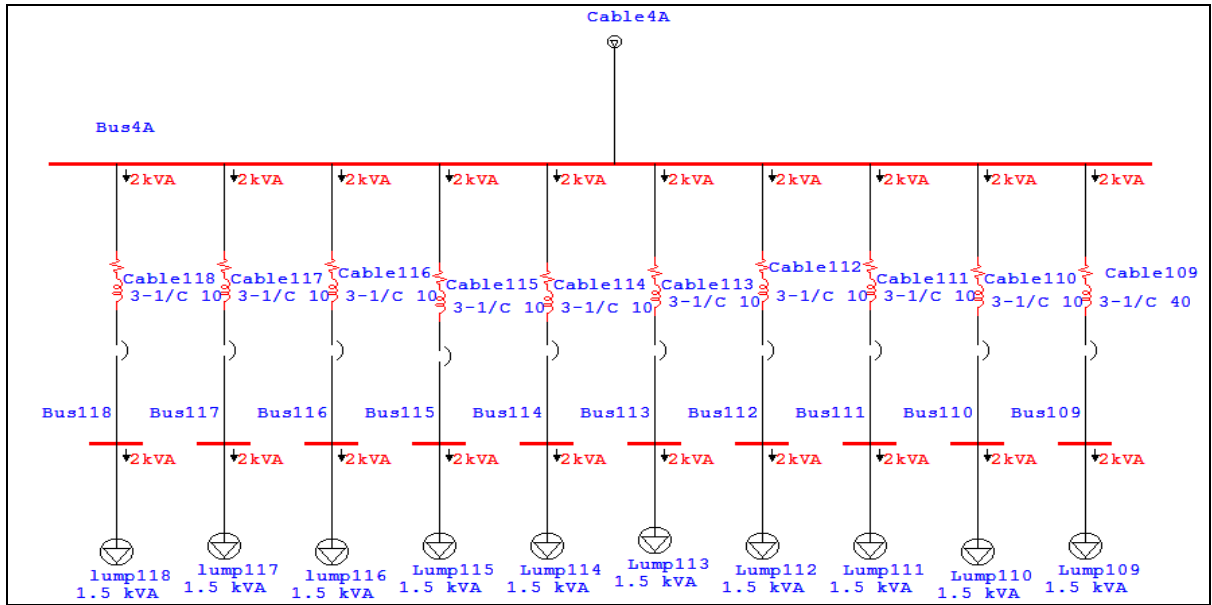 Cable4A
Bus4A
2kVA 2kVA 2kVA 2kVA 2kVA 2kVA 2kVA 2kVA 2kVA 2kVA
Cable118 Cable117 Cable116 Cable115 Cable114 Cable113 Cable112 Cable111 Cable110 Cable109
3-1/C 10 3-1/C 10 3-1/C 10 3-1/C 10 3-1/C 10 3-1/C 10 3-1/C 10 3-1/C 10 3-1/C 10 3-1/C 40
Bus118 Bus117 Bus116 Bus115 Bus114 Bus113 Bus112 Bus111 Bus110 Bus109
2kVA 2kVA 2kVA 2kVA 2kVA 2kVA 2kVA 2kVA 2kVA 2kVA
lump118 lump117 lump116 Lump115 Lump114 Lump113 Lump112 Lump111 Lump110 Lump109
1.5 kVA 1.5 kVA 1.5 kVA 1.5 kVA 1.5 kVA 1.5 kVA 1.5 kVA 1.5 kVA 1.5 kVA 1.5 kVA